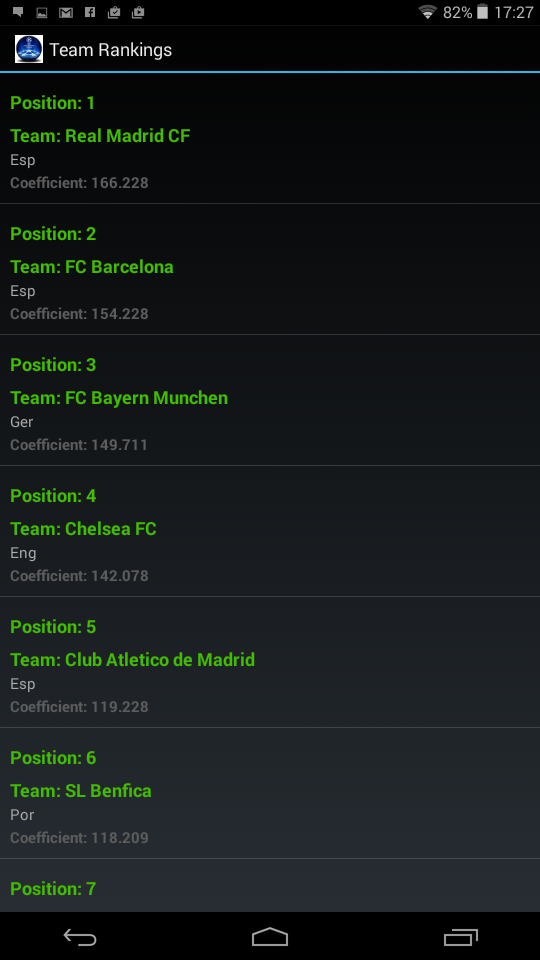 82% 17:27
Team Rankings
Position: 1
Team: Real Madrid CF
Esp
Coefficient: 166.228
Position: 2
Team: FC Barcelona
Esp
Coefficient: 154.228
Position: 3
Team: FC Bayern Munchen
Ger
Coefficient: 149.711
Position: 4
Team: Chelsea FC
Eng
Coefficient: 142.078
Position: 5
Team: Club Atletico de Madrid
Esp
Coefficient: 119.228
Position: 6
Team: SL Benfica
Por
Coefficient: 118.209
Position: 7